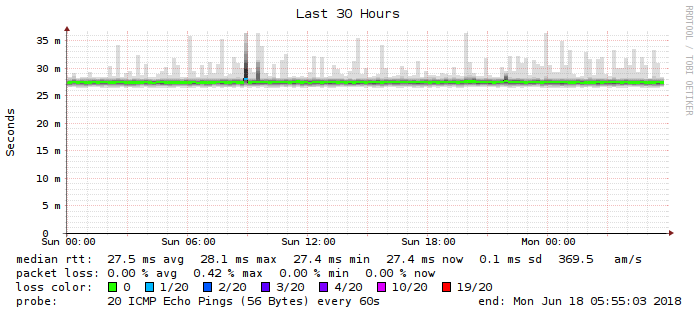 Last 30 Hours
RRDTOOL / TOBI OETIKER
Seconds
35 m
30 m
25 m
20 m
15 m
10 m
5 m
0
Sun 00:00 Sun 06:00 Sun 12:00 Sun 18:00 Mon 00:00
median rtt: 27.5 ms avg 28.1 ms max 27.4 ms min 27.4 ms now 0.1 ms sd 369.5 am/s
packet loss: 0.00 % avg 0.42 % max 0.00 % min 0.00 % now
loss color: 0 1/20 2/20 3/20 4/20 10/20 19/20
probe: 20 ICMP Echo Pings (56 Bytes) every 60s end: Mon Jun 18 05:55:03 2018